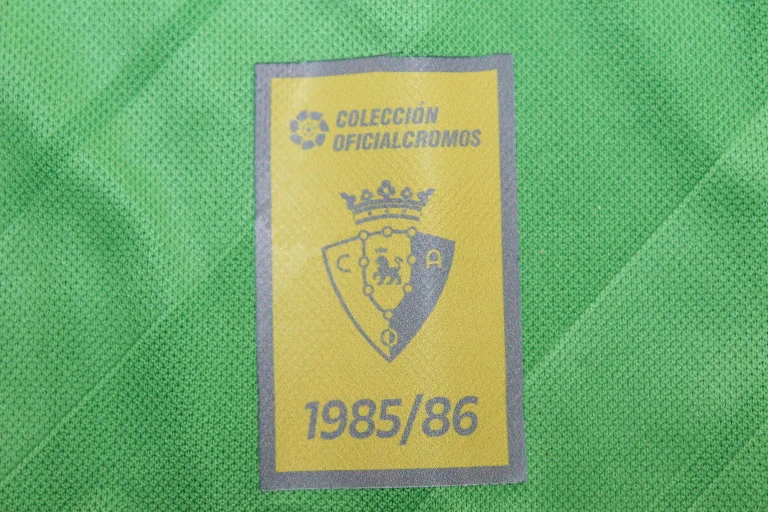 COLECCIÓN
OFICIALCROMOS
C A
O
1985/86